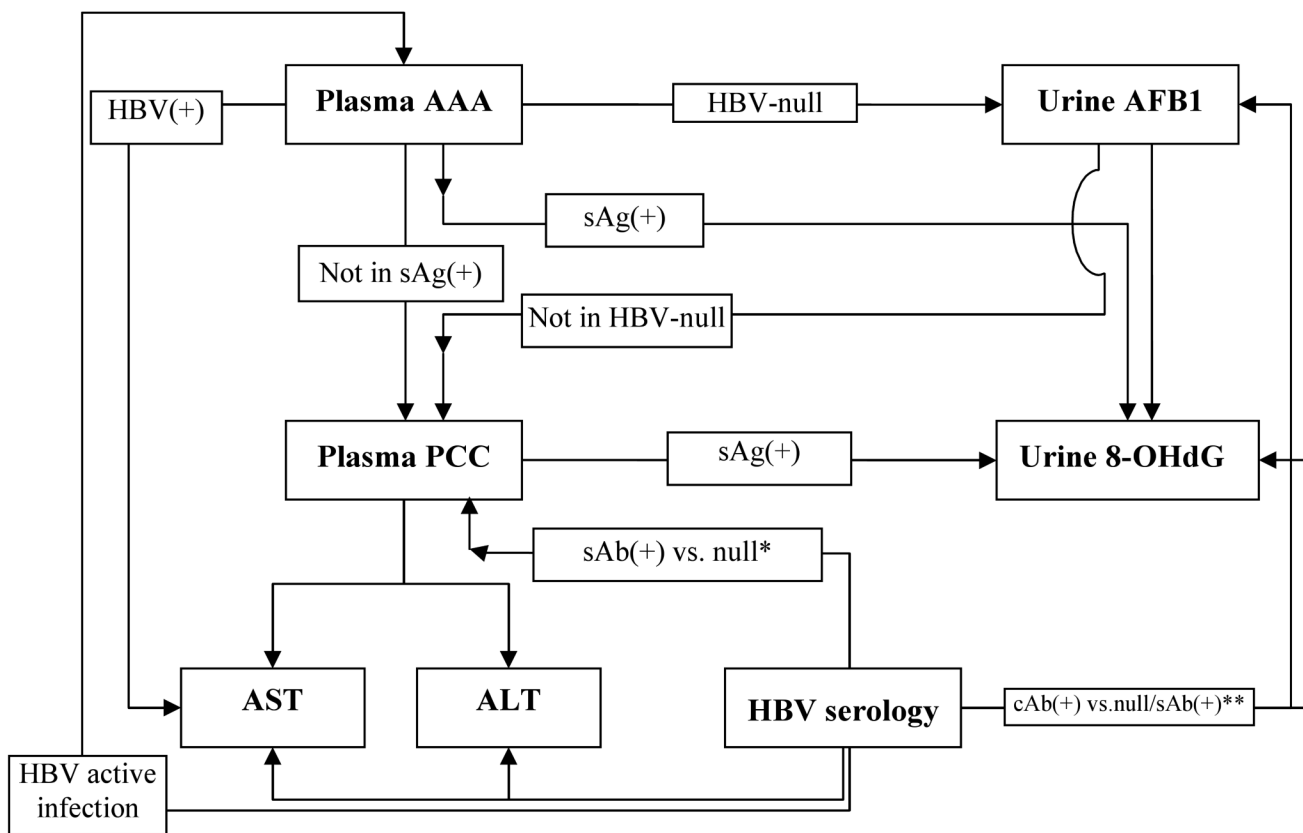 Plasma AAA
Urine AFB1
HBV(+)
HBV-null
sAg(+)
Not in sAg(+)
Not in HBV-null
Plasma PCC
sAg(+)
Urine 8-OHdG
sAb(+) vs. null*
AST
ALT
HBV serology
cAb(+) vs.null/sAb(+)**
HBV active
infection